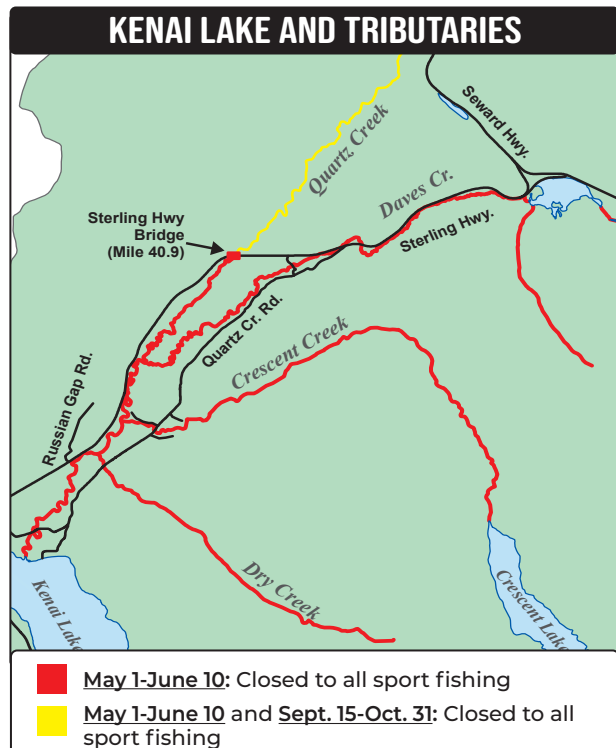 KENAI LAKE AND TRIBUTARIES
Seward Hwy.
Quartz Creek
Daves Cr.
Sterling Hwy
Bridge
(Mile 40.9)
Sterling Hwy.
Quartz Cr. Rd.
Crescent Creek
Russian Gap Rd.
Dry Creek
Kenai Lake
Crescent Lake
May 1-June 10: Closed to all sport fishing
May 1-June 10 and Sept. 15-Oct. 31: Closed to all
sport fishing